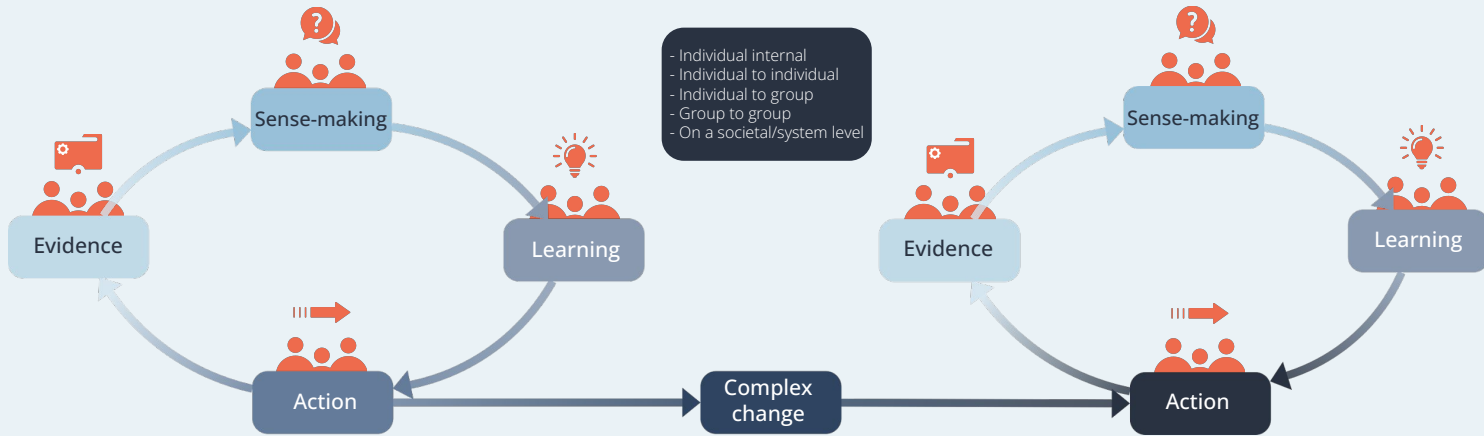 ?
Sense-making
Evidence
Learning
Action
- Individual internal
- Individual to individual
- Individual to group
- Group to group
- On a societal/system level
Complex
change
?
Sense-making
Evidence
Learning
Action